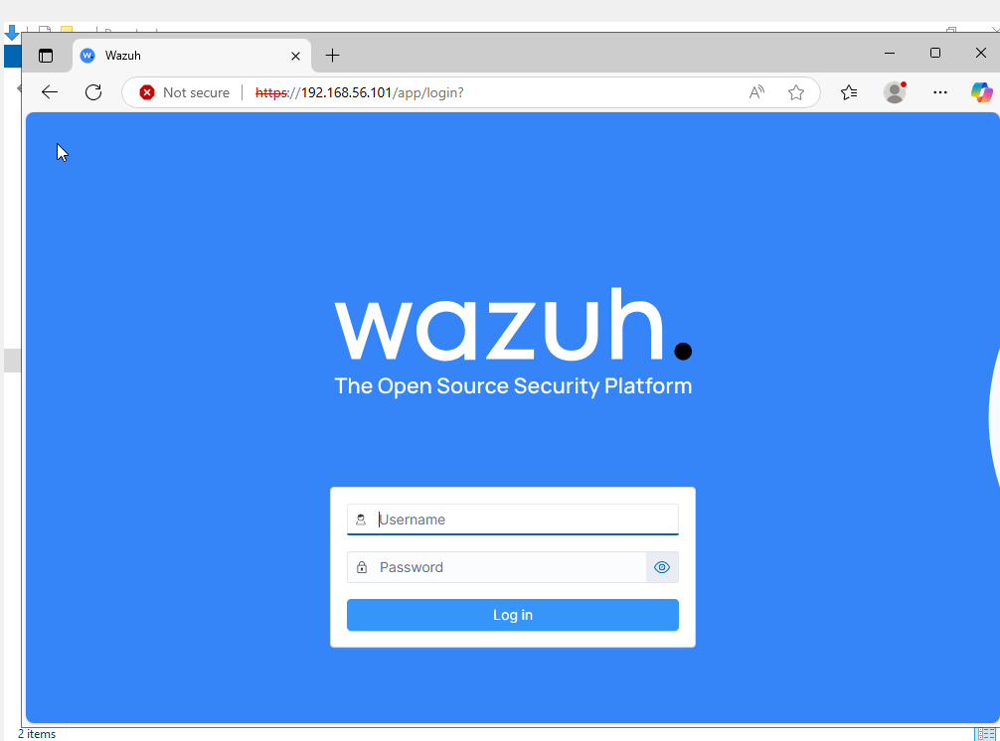 Wazuh
Not secure
https://192.168.56.101/app/login?
wazuh.
The Open Source Security Platform
Username
Password
Log in
2 items